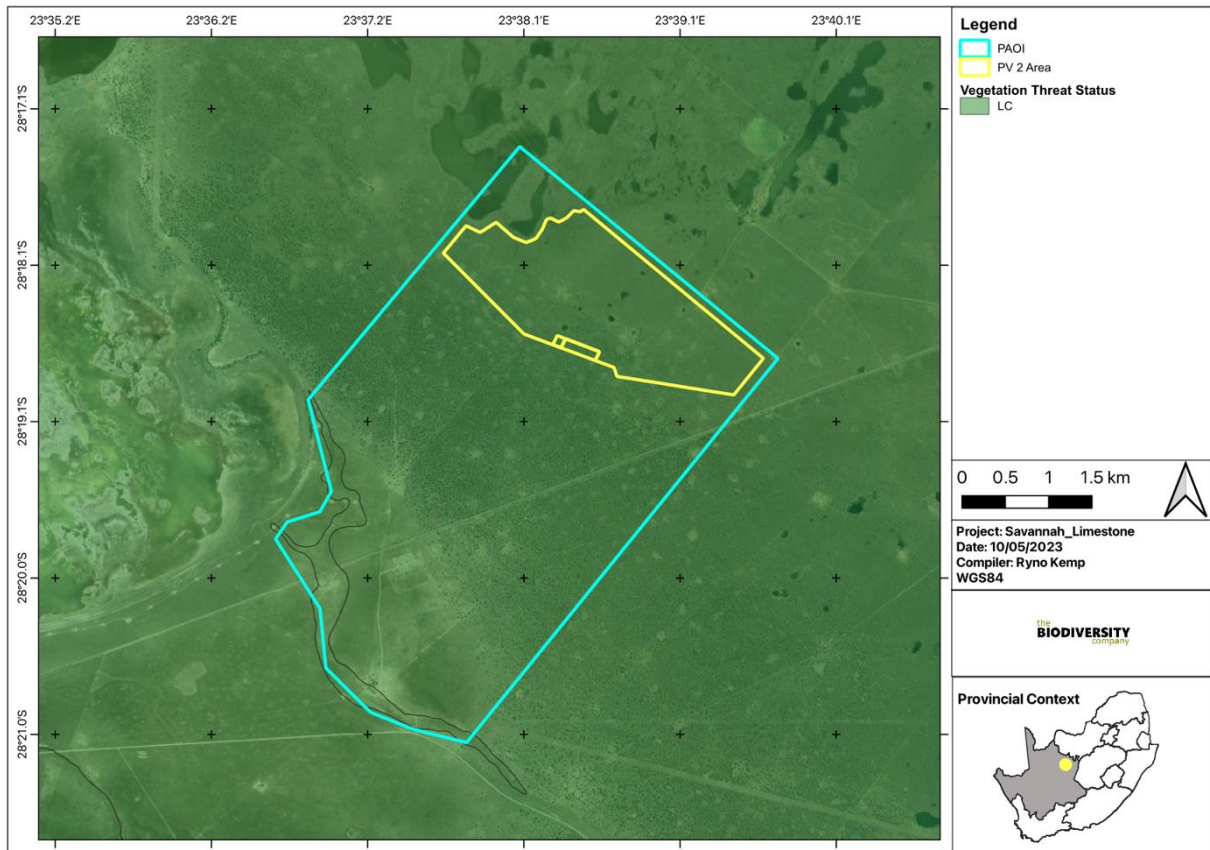 23°35.2'E 23°36.2'E 23°37.2'E 23°38.1'E 23°39.1'E 23°40.1'E
28°17.1'S
28°18.1'S
28°19.1'S
28°20.0'S
28°21.0'S
Legend
PAOI
PV 2 Area
Vegetation Threat Status
LC
0 0.5 1 1.5 km
Project: Savannah_Limestone
Date: 10/05/2023
Compiler: Ryno Kemp
WGS84
the
BIODIVERSITY
company
Provincial Context